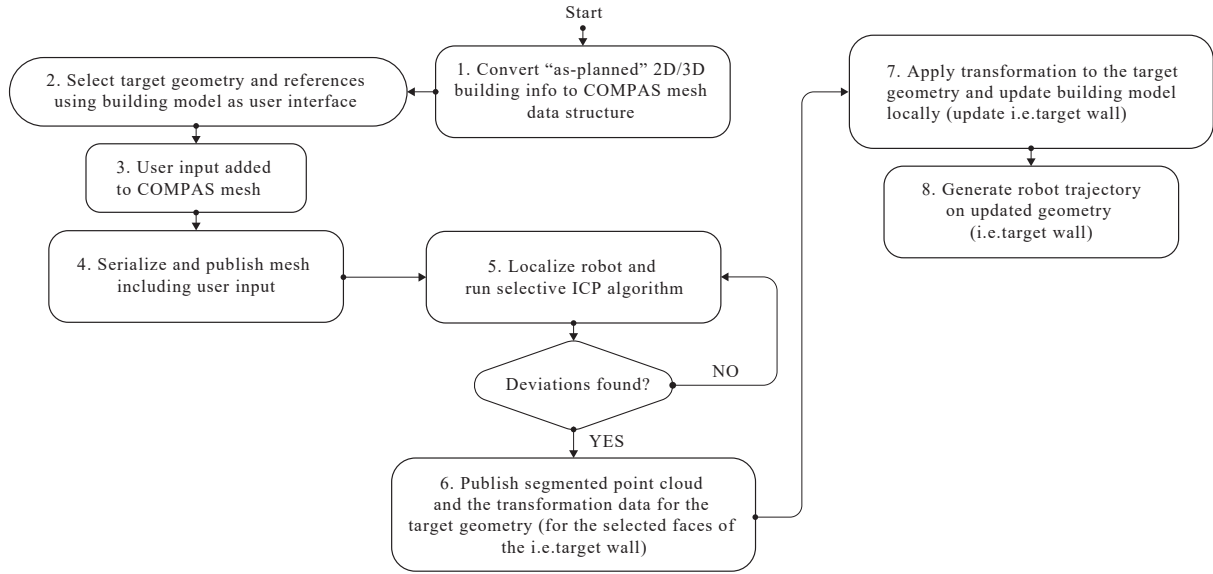 Start
1. Convert “as-planned” 2D/3D
building info to COMPAS mesh
data structure
2. Select target geometry and references
using building model as user interface
3. User input added
to COMPAS mesh
4. Serialize and publish mesh
including user input
5. Localize robot and
run selective ICP algorithm
Deviations found?
NO
YES
6. Publish segmented point cloud
and the transformation data for the
target geometry (for the selected faces of
the i.e.target wall)
7. Apply transformation to the target
geometry and update building model
locally (update i.e.target wall)
8. Generate robot trajectory
on updated geometry
(i.e.target wall)